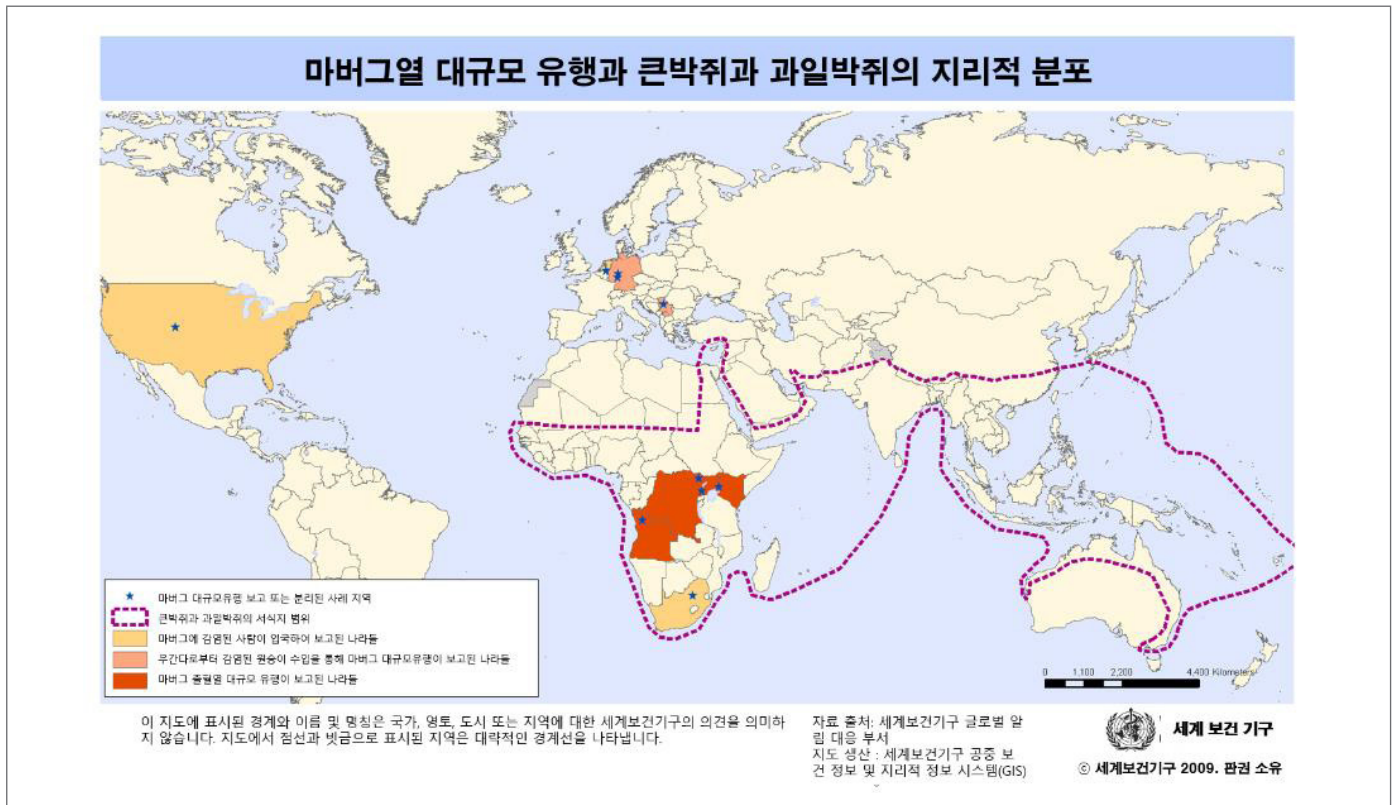 마버그열 대규모 유행과 큰박쥐과 과일박쥐의 지리적 분포
마버그 대규모유행 보고 또는 분리된 사례 지역
큰박쥐과 과일박쥐의 서식지 범위
마버그에 감염된 사람이 입국하여 보고된 나라들
우간다로부터 감염된 원숭이 수입을 통해 마버그 대규모유행이 보고된 나라들
마버그 출혈열 대규모 유행이 보고된 나라들
0 1,100 2,200 4,400 Kilometers
이 지도에 표시된 경계와 이름 및 명칭은 국가, 영토, 도시 또는 지역에 대한 세계보건기구의 의견을 의미하
지 않습니다. 지도에서 점선과 빗금으로 표시된 지역은 대략적인 경계선을 나타냅니다.
자료 출처: 세계보건기구 글로벌 알
림 대응 부서
지도 생산 : 세계보건기구 공중 보
건 정보 및 지리적 정보 시스템(GIS)
세계 보건 기구
© 세계보건기구 2009. 판권 소유